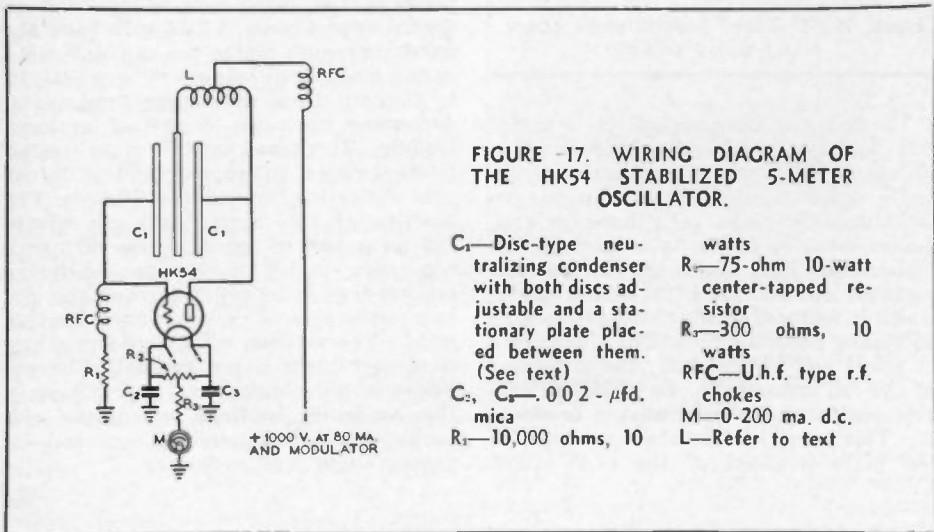 L
RFC
C₁ C₁
HK54
RFC
R₁
R₂
C₂ C₃
R₃
M
+ 1000 V. AT 80 MA.
AND MODULATOR
FIGURE -17. WIRING DIAGRAM OF
THE HK54 STABILIZED 5-METER
OSCILLATOR.
C₁—Disc-type neu-
tralizing condenser
with both discs ad-
justable and a sta-
tionary plate plac-
ed between them.
(See text)
C₂, C₃—.002-μfd.
mica
R₁—10,000 ohms, 10
watts
R₂—75-ohm 10-watt
center-tapped re-
sistor
R₃—300 ohms, 10
watts
RFC—U.h.f. type r.f.
chokes
M—0-200 ma. d.c.
L—Refer to text